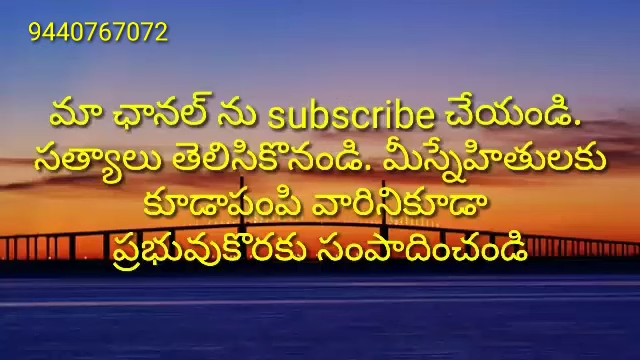 9440767072
మా ఛానల్ ను subscribe చేయండి.
సత్యాలు తెలిసికొనండి. మీస్నేహితులకు
కూడాపంపి వారినికూడా
ప్రభువుకొరకు సంపాదించండి